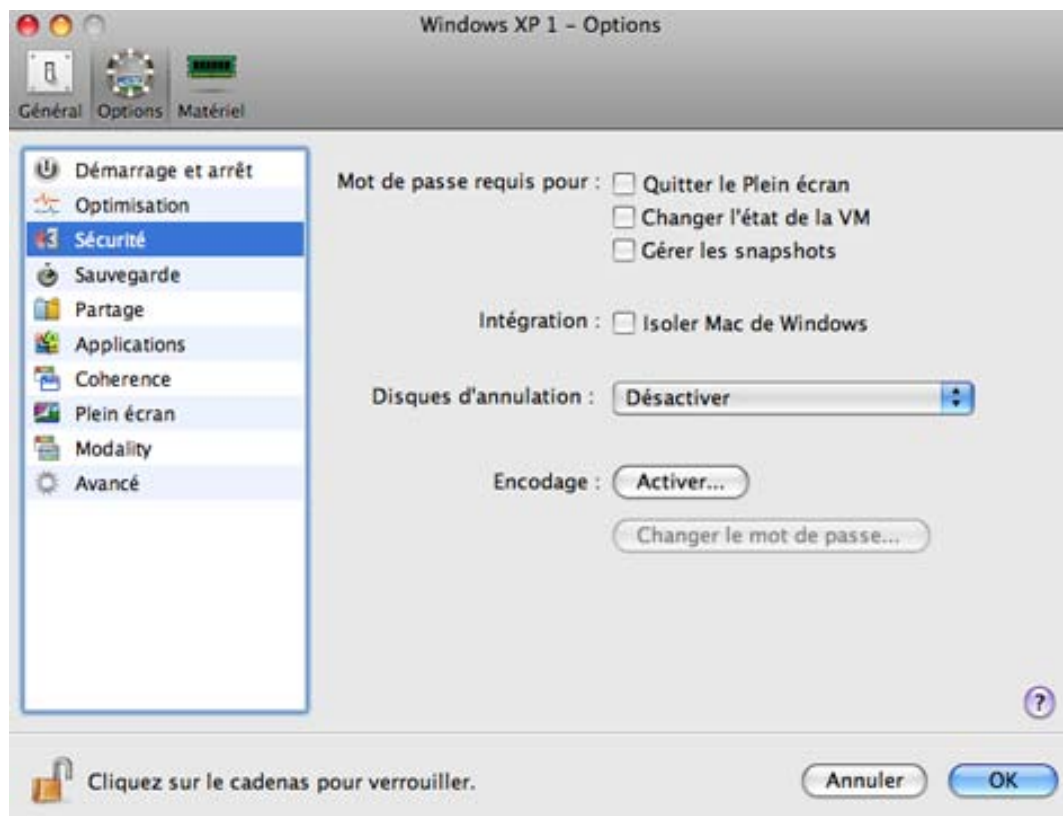 Windows XP 1 – Options
Général Options Matériel
Démarrage et arrêt
Optimisation
Sécurité
Sauvegarde
Partage
Applications
Coherence
Plein écran
Modality
Avancé
Mot de passe requis pour : Quitter le Plein écran
Changer l'état de la VM
Gérer les snapshots
Intégration : Isoler Mac de Windows
Disques d'annulation : Désactiver
Encodage : Activer...
Changer le mot de passe...
?
Cliquez sur le cadenas pour verrouiller.
Annuler OK